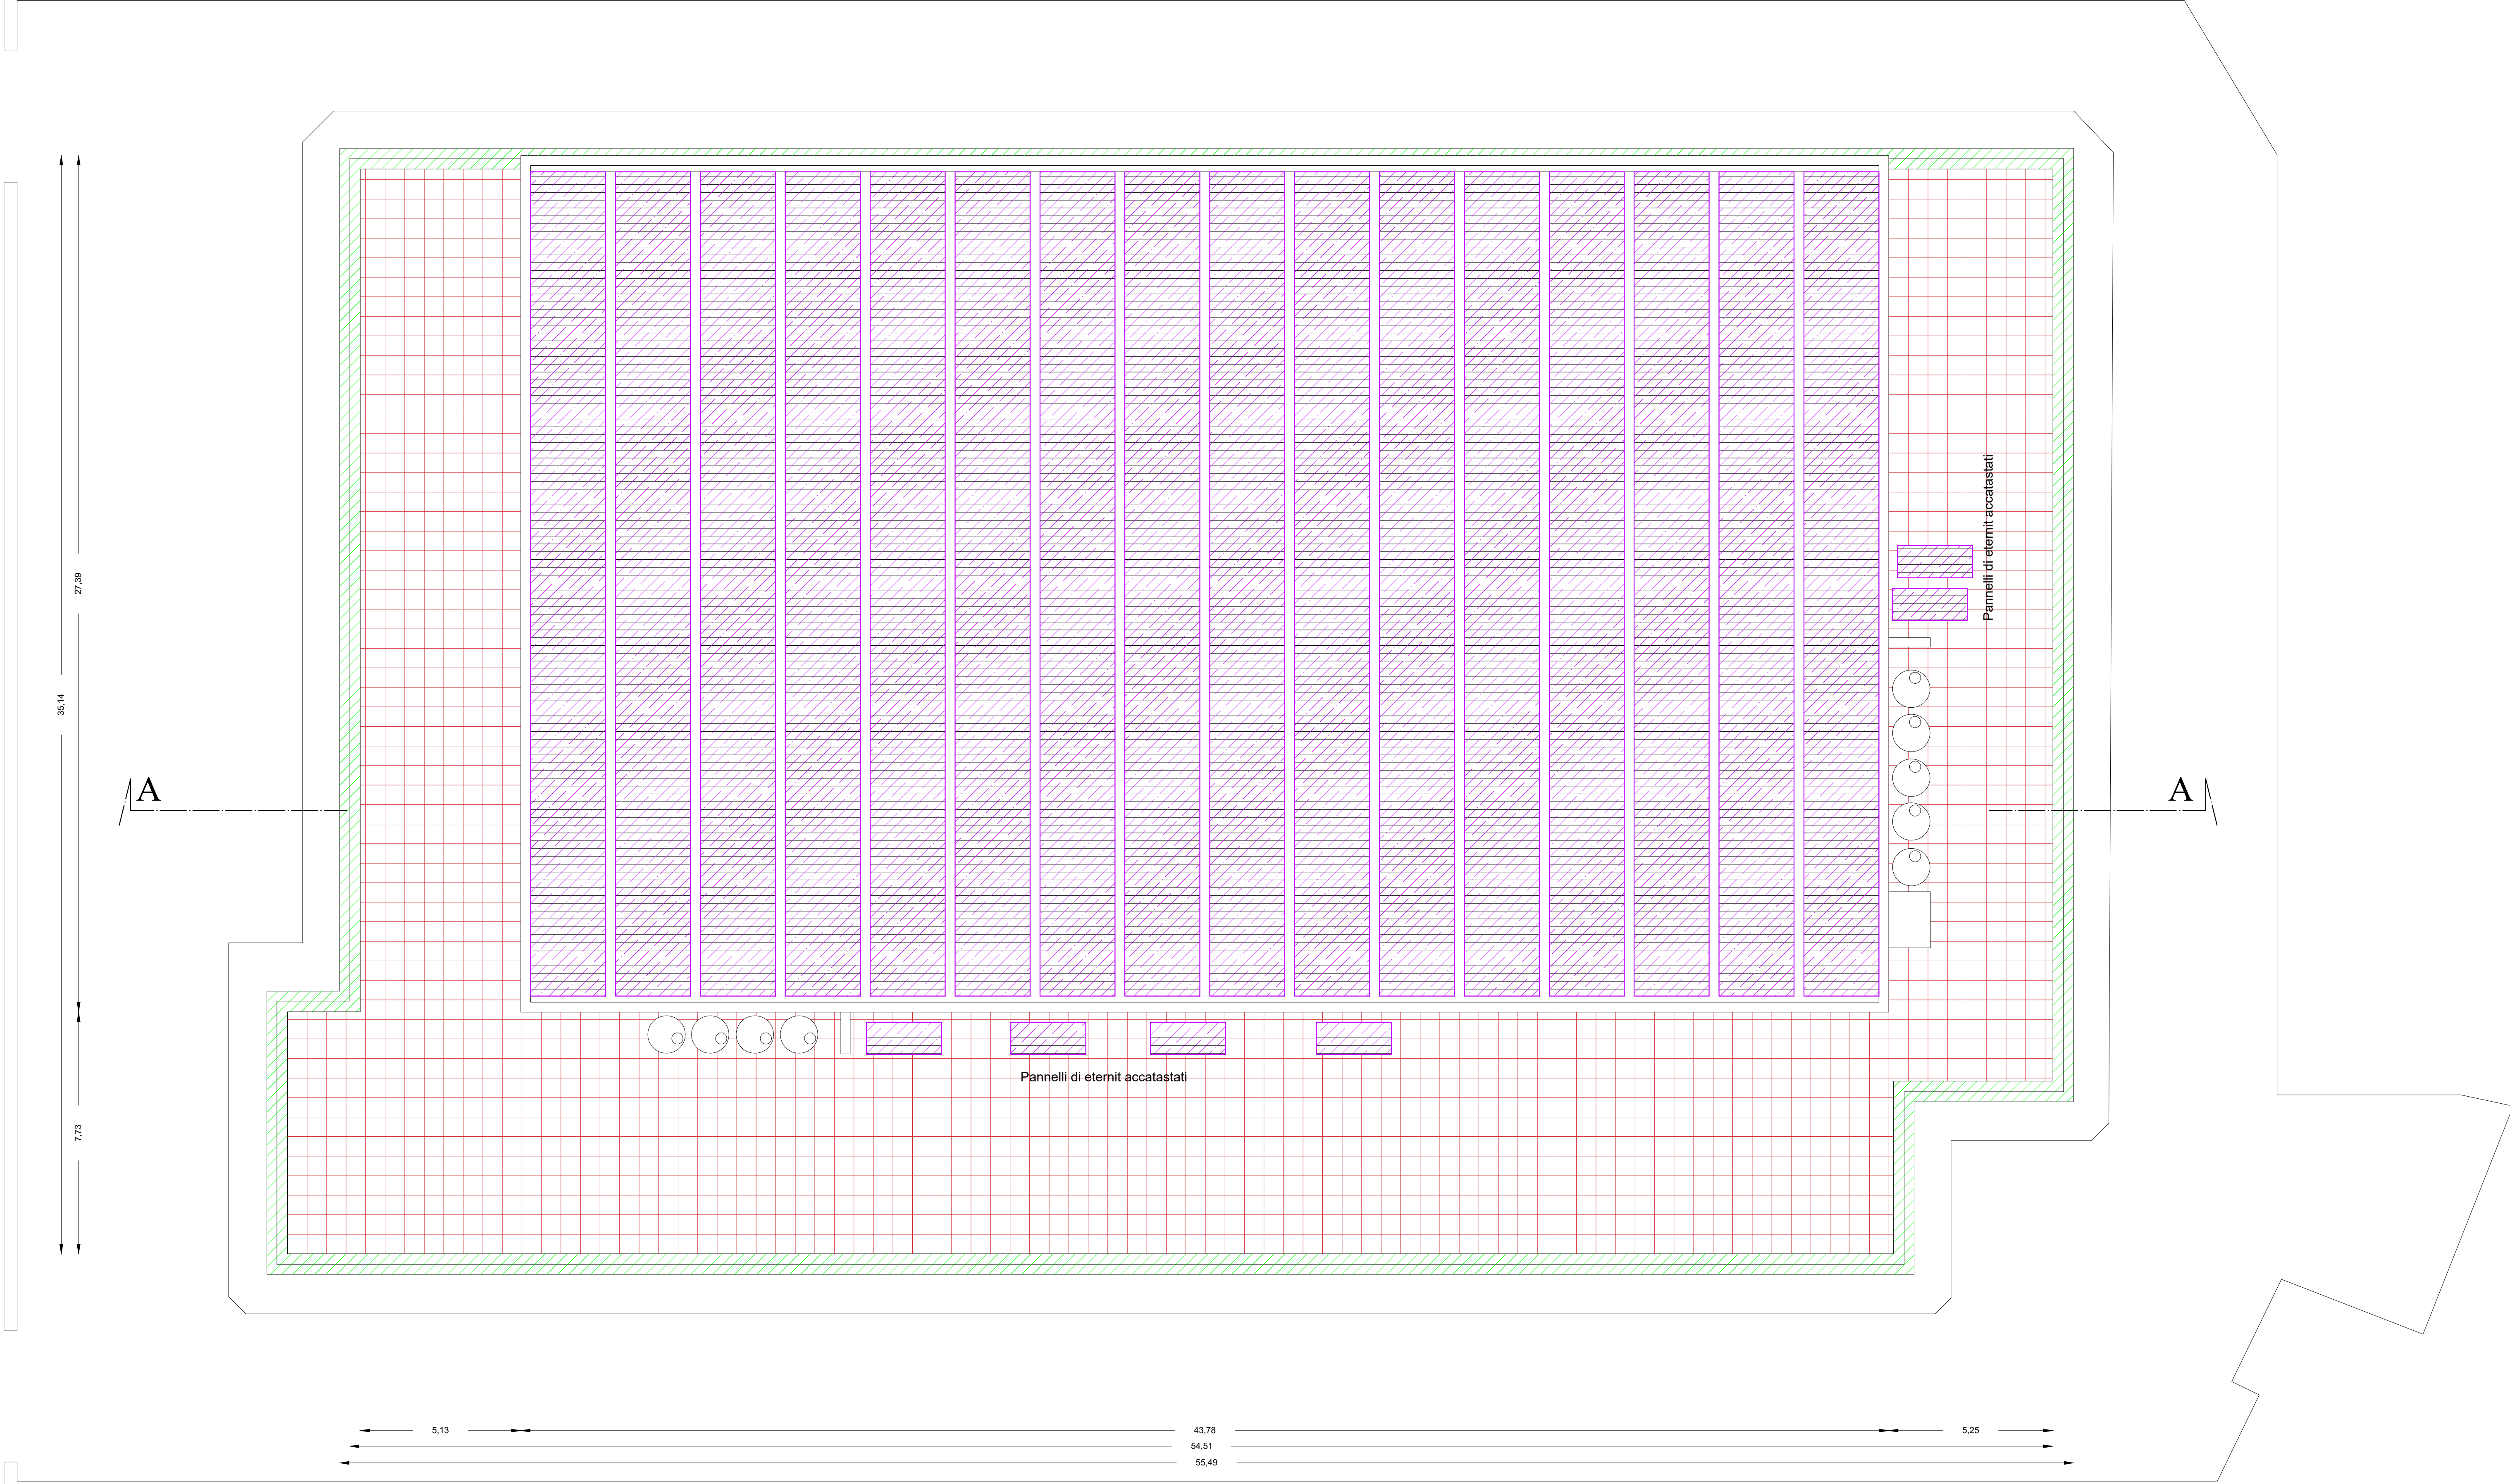 Pannelli di eternit accatastati
27,39
35,14
A
A
Pannelli di eternit accatastati
7,73
5,13
43,78
5,25
54,51
55,49